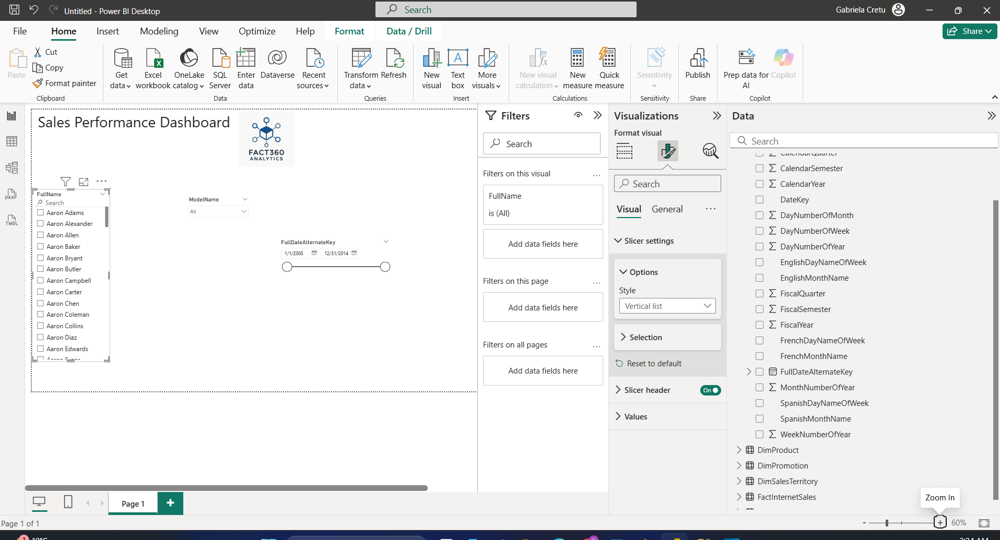 Untitled - Power BI Desktop
Search
Gabriela Cretu
File Home Insert Modeling View Optimize Help Format Data / Drill
Share
Paste
Cut
Copy
Format painter
Clipboard
Get data
Excel workbook
OneLake catalog
SQL Server
Enter data
Dataverse
Recent sources
Data
Transform data
Refresh
Queries
New visual
Text box
More visuals
Insert
New visual calculation
New measure
Quick measure
Calculations
Sensitivity
Sensitivity
Publish
Share
Prep data for AI
Copilot
Copilot
DAX
TMDL
Sales Performance Dashboard
FACT360
ANALYTICS
FullName
Search
Aaron Adams
Aaron Alexander
Aaron Allen
Aaron Baker
Aaron Bryant
Aaron Butler
Aaron Campbell
Aaron Carter
Aaron Chen
Aaron Coleman
Aaron Collins
Aaron Diaz
Aaron Edwards
Aaron Evans
ModelName
All
FullDateAlternateKey
1/1/2005 12/31/2014
Filters
Search
Filters on this visual
...
FullName
is (All)
Add data fields here
Filters on this page
...
Add data fields here
Filters on all pages
...
Add data fields here
Visualizations
Format visual
Search
Visual General
...
Slicer settings
Options
Style
Vertical list
Selection
Reset to default
Slicer header On
Values
Data
Search
CalendarQuarter
CalendarSemester
CalendarYear
DateKey
DayNumberOfMonth
DayNumberOfWeek
DayNumberOfYear
EnglishDayNameOfWeek
EnglishMonthName
FiscalQuarter
FiscalSemester
FiscalYear
FrenchDayNameOfWeek
FrenchMonthName
FullDateAlternateKey
MonthNumberOfYear
SpanishDayNameOfWeek
SpanishMonthName
WeekNumberOfYear
DimProduct
DimPromotion
DimSalesTerritory
FactInternetSales
Zoom In
Page 1
Page 1 of 1
- + 60%